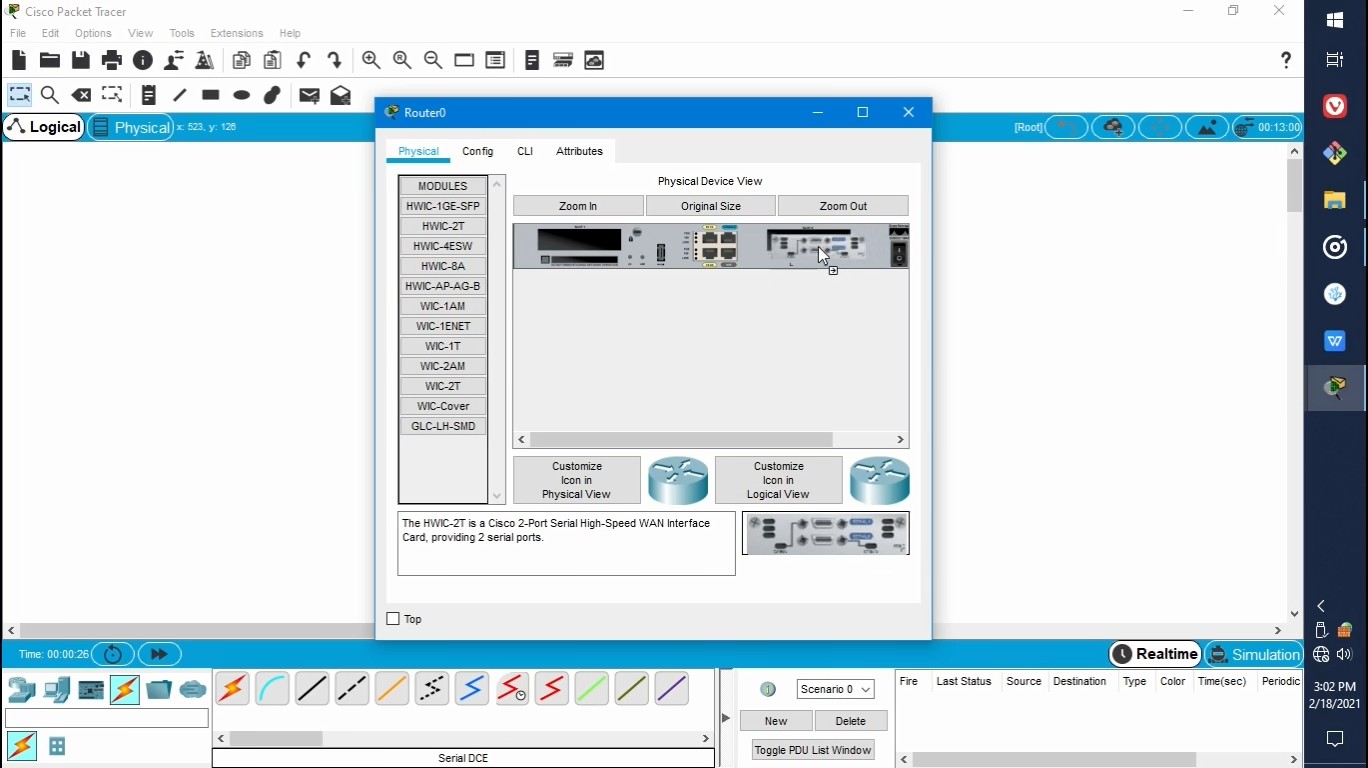 Cisco Packet Tracer
File Edit Options View Tools Extensions Help
?
Logical Physical x: 523, y: 126 [Root] 00:13:00
Router0
Physical Config CLI Attributes
MODULES
HWIC-1GE-SFP
HWIC-2T
HWIC-4ESW
HWIC-8A
HWIC-AP-AG-B
WIC-1AM
WIC-1ENET
WIC-1T
WIC-2AM
WIC-2T
WIC-Cover
GLC-LH-SMD
Physical Device View
Zoom In Original Size Zoom Out
Customize
Icon in
Physical View
Customize
Icon in
Logical View
The HWIC-2T is a Cisco 2-Port Serial High-Speed WAN Interface
Card, providing 2 serial ports.
Top
Time: 00:00:26 Realtime Simulation
Scenario 0
New Delete
Toggle PDU List Window
Fire Last Status Source Destination Type Color Time(sec) Periodic
Serial DCE
3:02 PM
2/18/2021